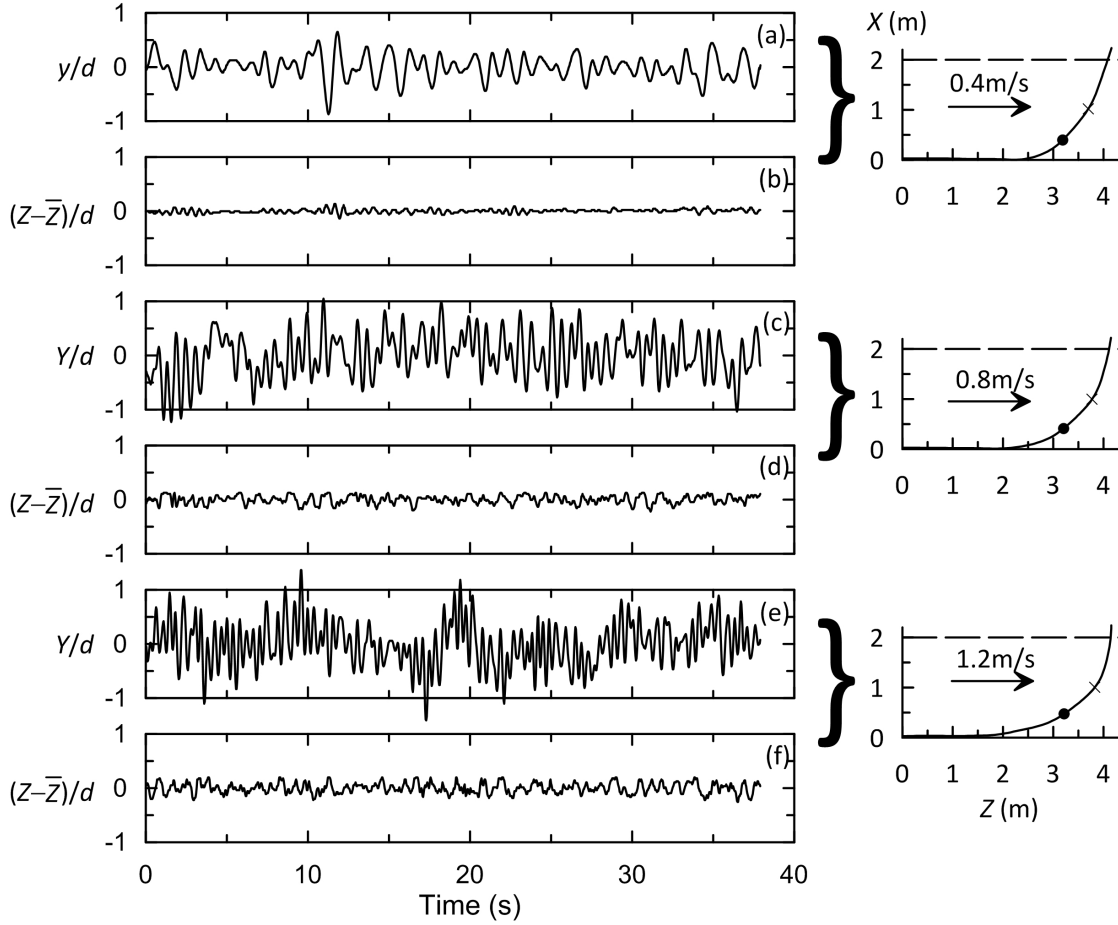 1
(a)
y/d
0
-1
1
(b)
(Z–Z̅)/d
0
-1
1
(c)
Y/d
0
-1
1
(d)
(Z–Z̅)/d
0
-1
1
(e)
Y/d
0
-1
1
(f)
(Z–Z̅)/d
0
-1
0 10 20 30 40
Time (s)
X (m)
2
0.4m/s
1
0
0 1 2 3 4
2
0.8m/s
1
0
0 1 2 3 4
2
1.2m/s
1
0
0 1 2 3 4
Z (m)